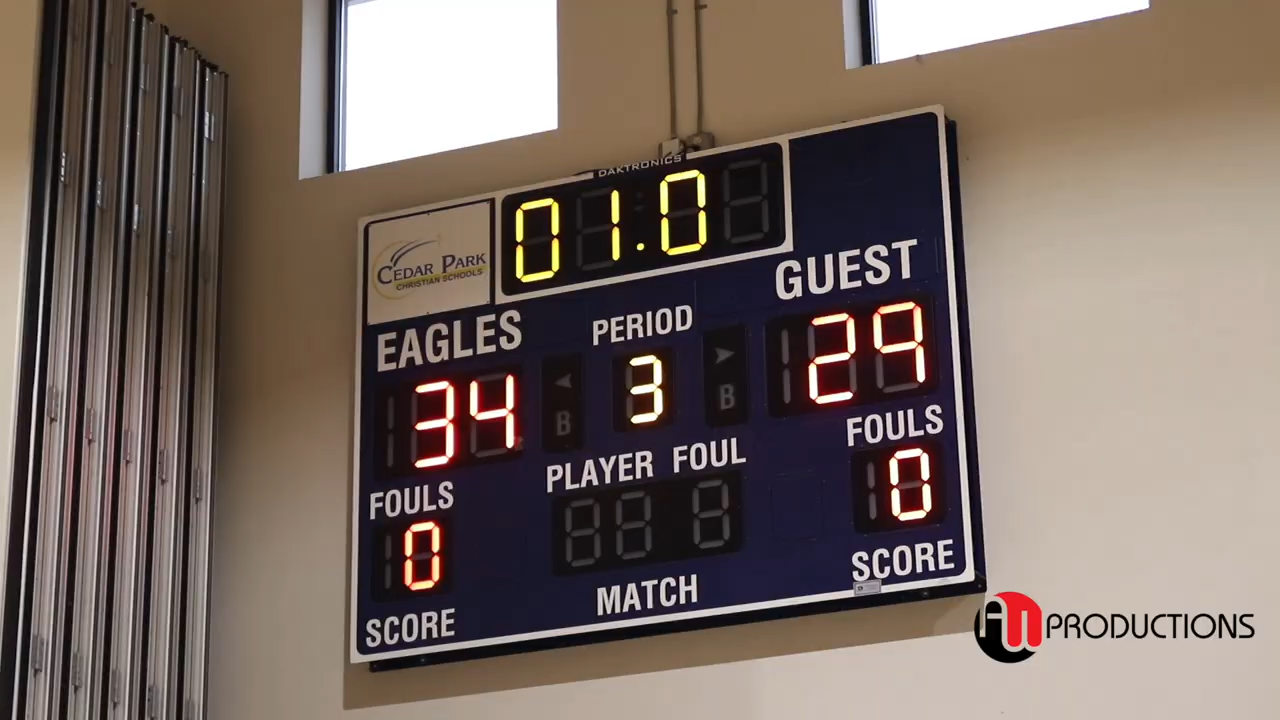 DAKTRONICS
01.0
CEDAR PARK
CHRISTIAN SCHOOLS
GUEST
EAGLES
PERIOD
34
3
29
B
B
FOULS
PLAYER FOUL
FOULS
0
0
SCORE
MATCH
SCORE
PRODUCTIONS